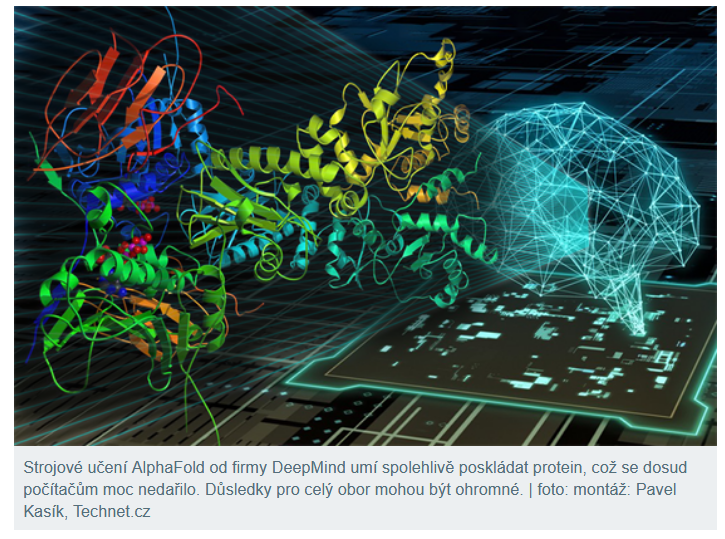 Strojové učení AlphaFold od firmy DeepMind umí spolehlivě poskládat protein, což se dosud
počítačům moc nedařilo. Důsledky pro celý obor mohou být ohromné. | foto: montáž: Pavel
Kasík, Technet.cz